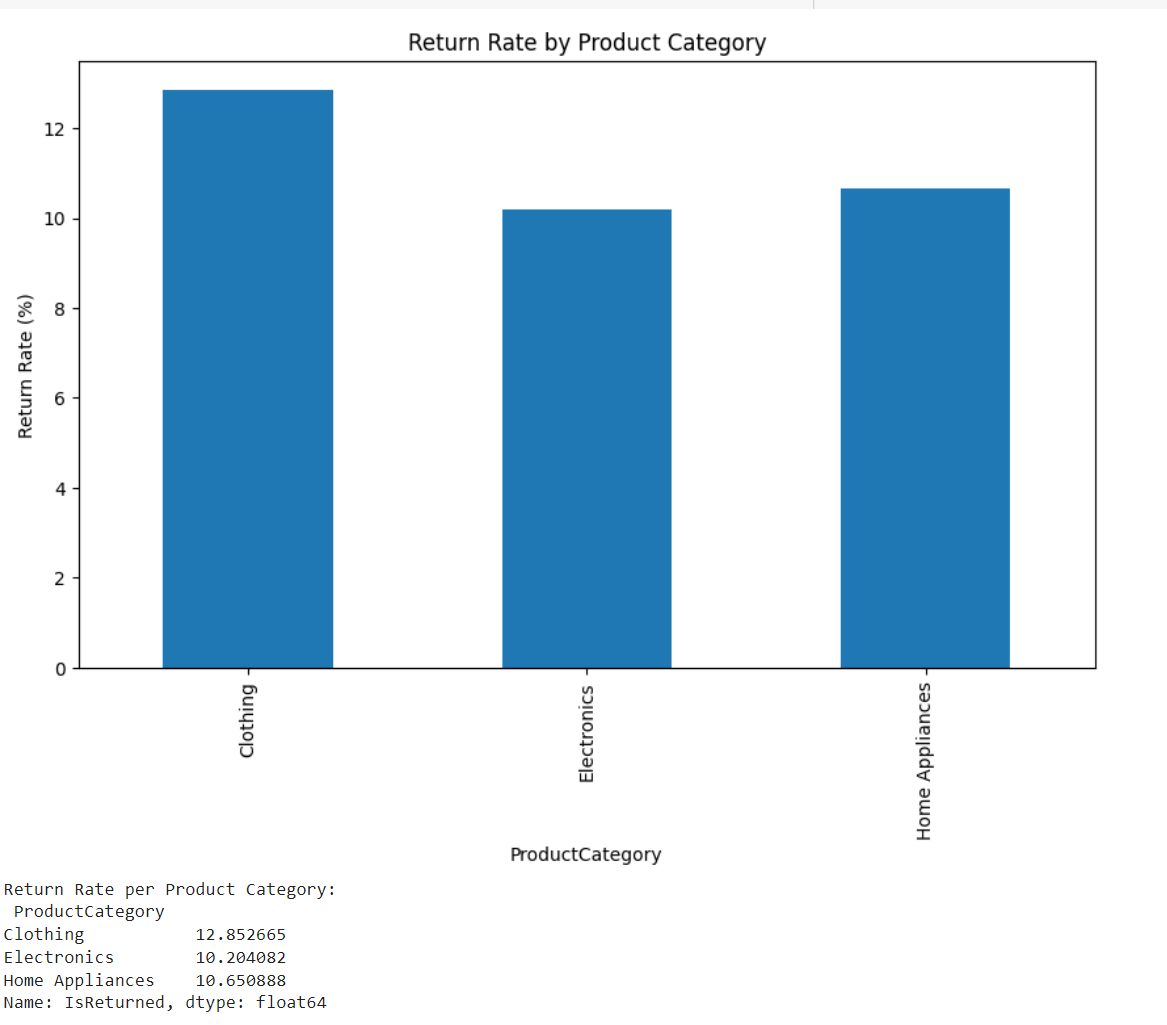 Return Rate by Product Category
Return Rate (%)
12
10
8
6
4
2
0
Clothing
Electronics
Home Appliances
ProductCategory
Return Rate per Product Category:
ProductCategory
Clothing 12.852665
Electronics 10.204082
Home Appliances 10.650888
Name: IsReturned, dtype: float64